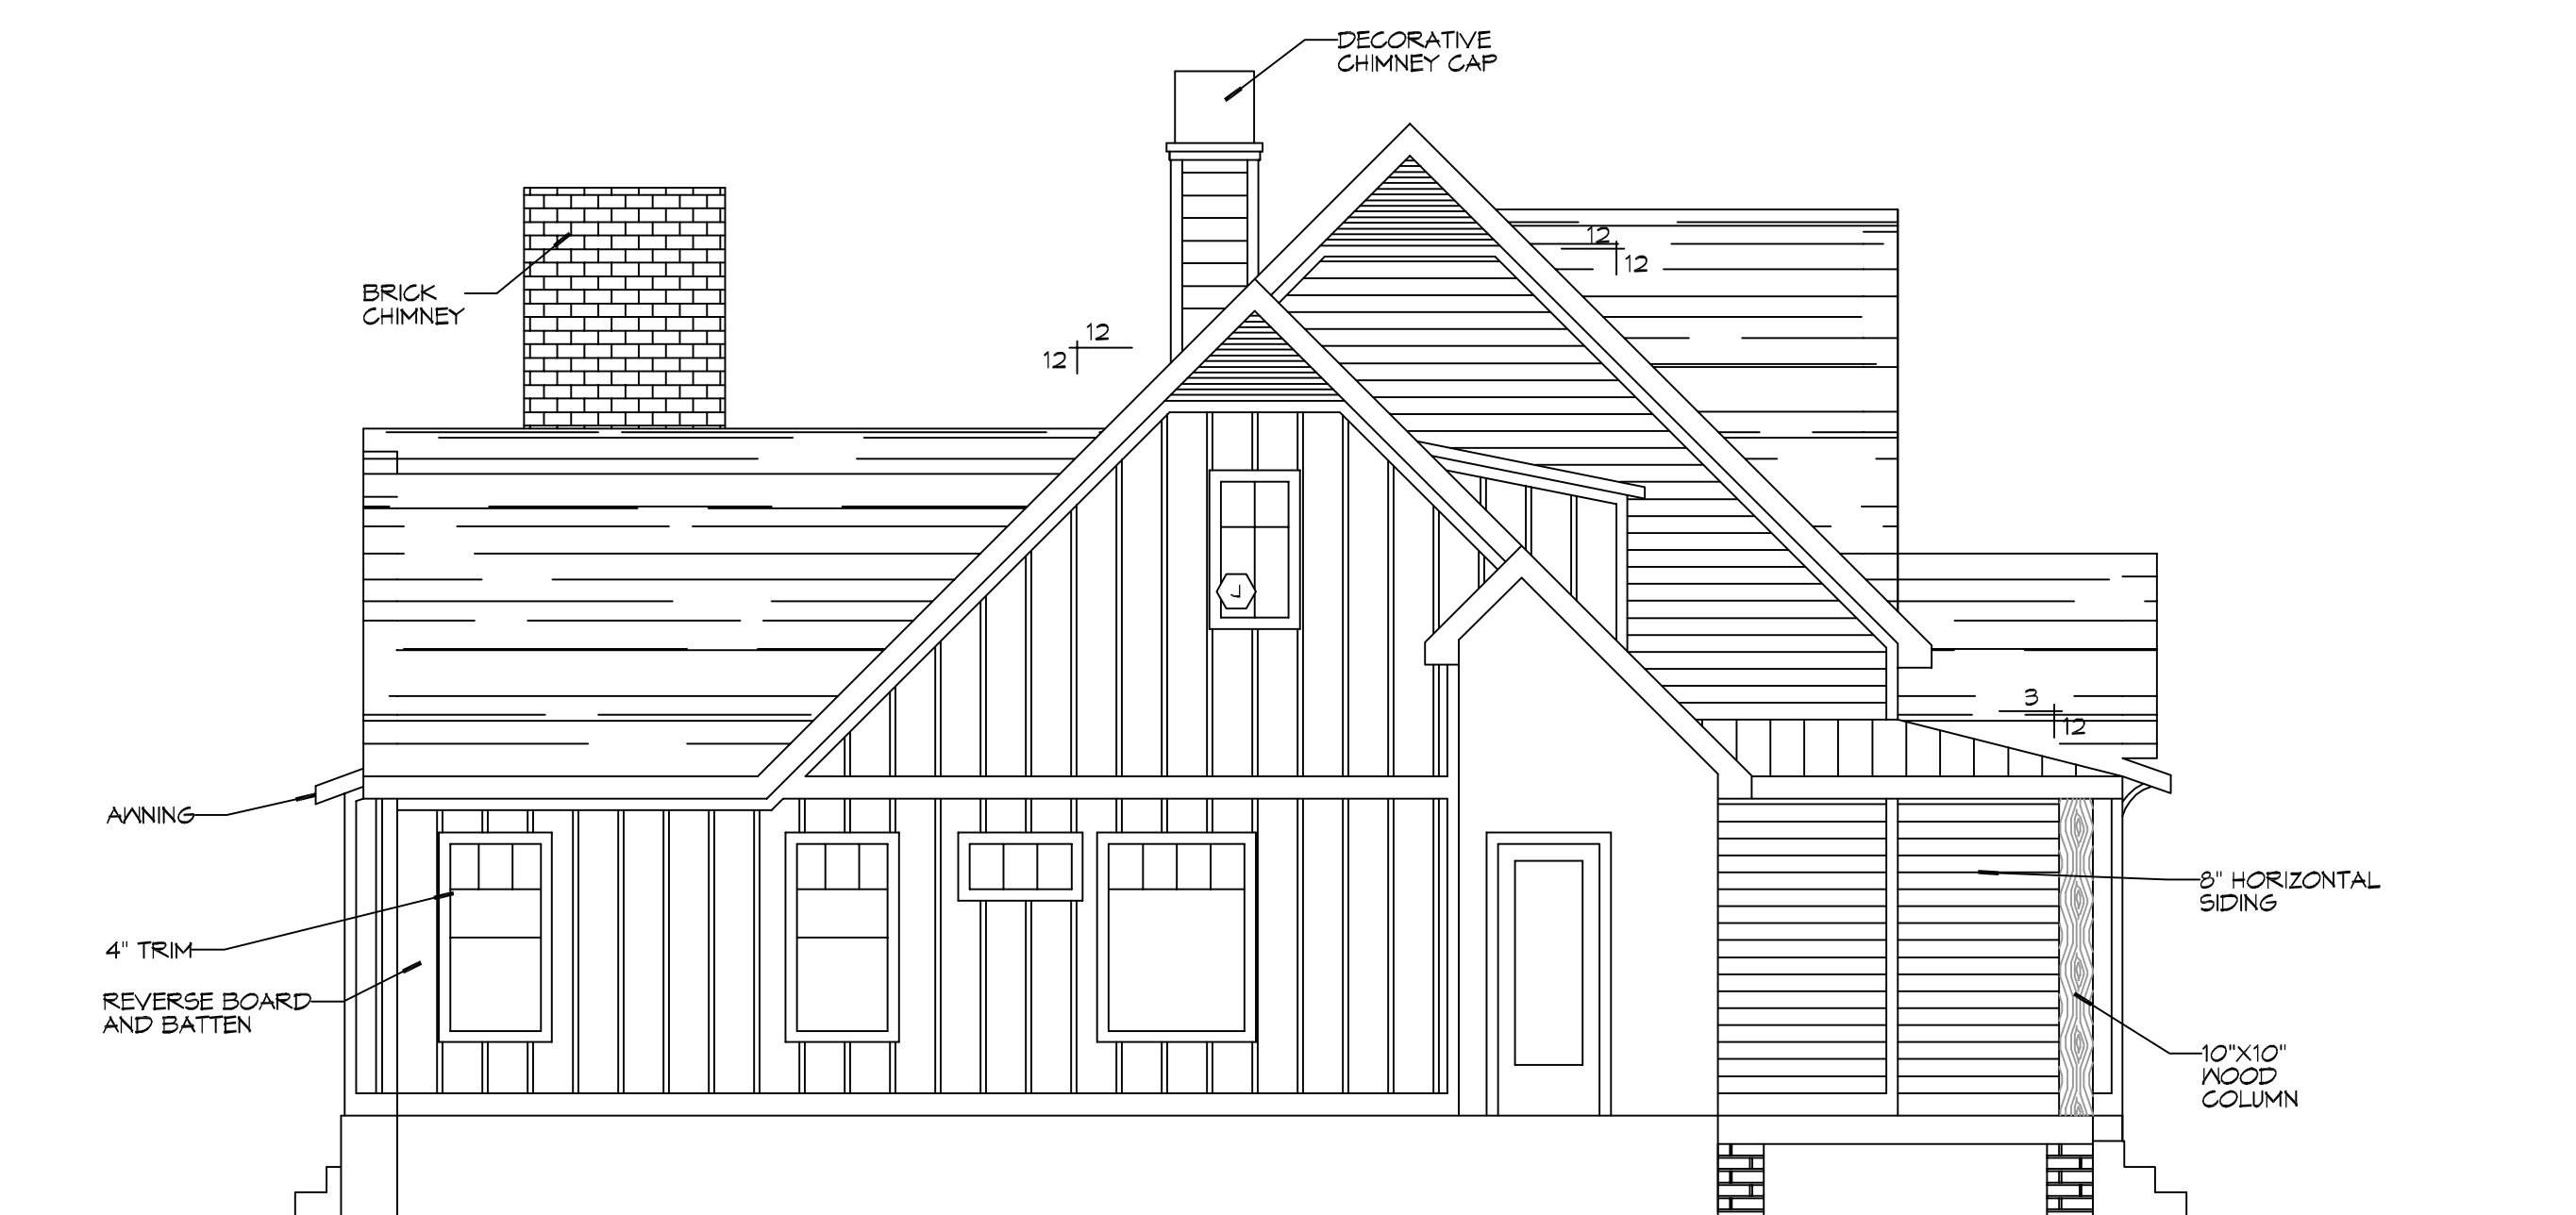 DECORATIVE
CHIMNEY CAP
12
12
BRICK
CHIMNEY
12
12
J
3
12
AWNING
8" HORIZONTAL
SIDING
4" TRIM
REVERSE BOARD
AND BATTEN
10"X10"
WOOD
COLUMN